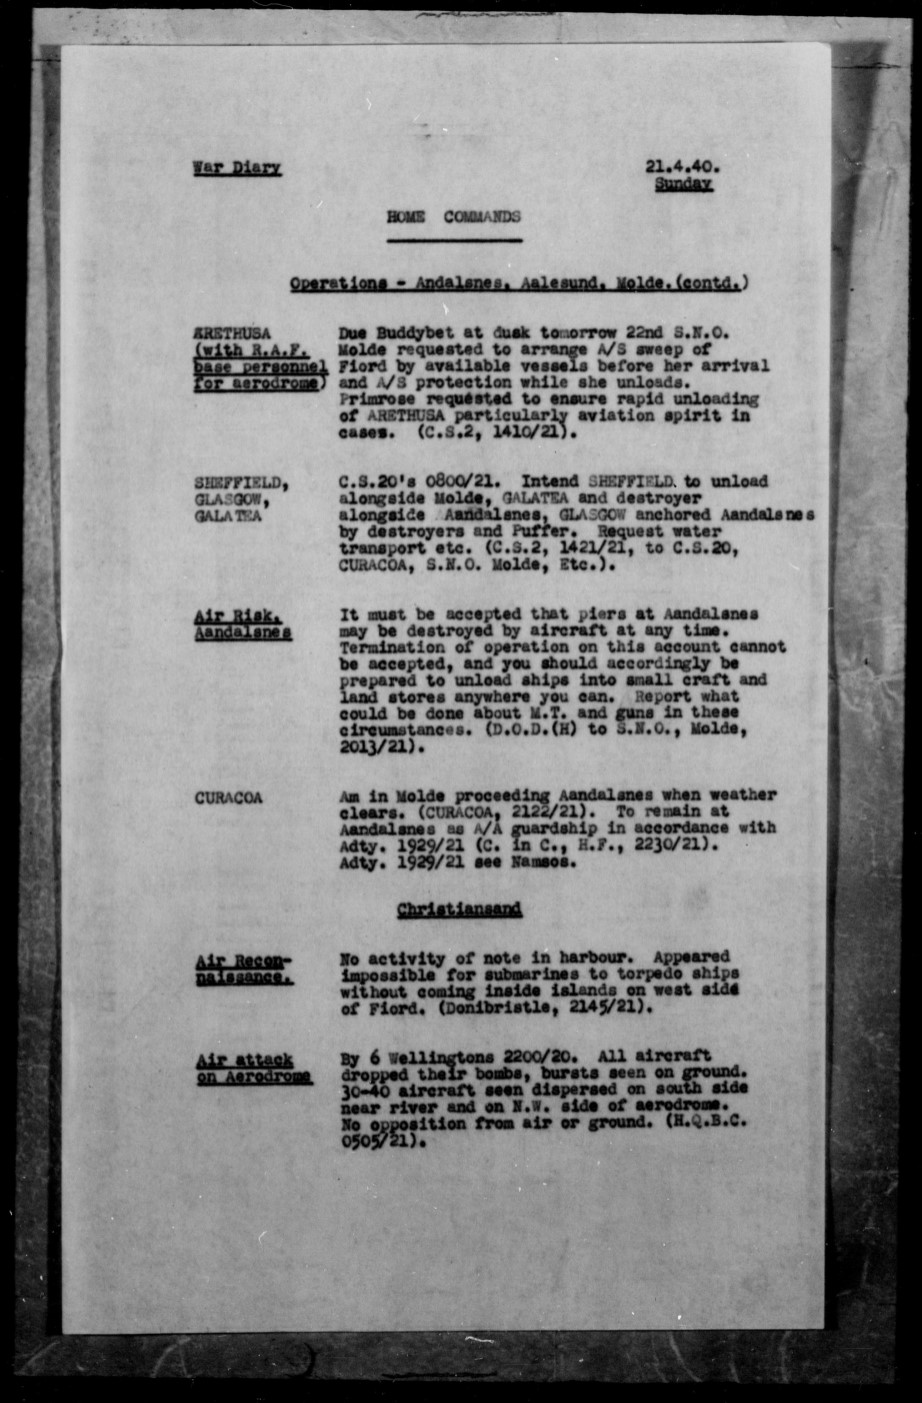 War Diary
21.4.40.
Sunday
HOME COMMANDS
Operations - Andalsnes, Aalesund, Molde.(contd.)
ARETHUSA
(with R.A.F.
base personnel
for aerodrome)
Due Buddybet at dusk tomorrow 22nd S.N.O.
Molde requested to arrange A/S sweep of
Fiord by available vessels before her arrival
and A/S protection while she unloads.
Primrose requested to ensure rapid unloading
of ARETHUSA particularly aviation spirit in
cases. (C.S.2, 1410/21).
SHEFFIELD,
GLASGOW,
GALATEA
C.S.20's 0800/21. Intend SHEFFIELD. to unload
alongside Molde, GALATEA and destroyer
alongside Aandalsnes, GLASGOW anchored Aandalsnes
by destroyers and Puffer. Request water
transport etc. (C.S.2, 1421/21, to C.S.20,
CURACOA, S.N.O. Molde, Etc.).
Air Risk.
Aandalsnes
It must be accepted that piers at Aandalsnes
may be destroyed by aircraft at any time.
Termination of operation on this account cannot
be accepted, and you should accordingly be
prepared to unload ships into small craft and
land stores anywhere you can. Report what
could be done about M.T. and guns in these
circumstances. (D.O.D.(H) to S.N.O., Molde,
2013/21).
CURACOA
Am in Molde proceeding Aandalsnes when weather
clears. (CURACOA, 2122/21). To remain at
Aandalsnes as A/A guardship in accordance with
Adty. 1929/21 (C. in C., H.F., 2230/21).
Adty. 1929/21 see Namsos.
Christiansand
Air Recon-
naissance.
No activity of note in harbour. Appeared
impossible for submarines to torpedo ships
without coming inside islands on west side
of Fiord. (Donibristle, 2145/21).
Air attack
on Aerodrome
By 6 Wellingtons 2200/20. All aircraft
dropped their bombs, bursts seen on ground.
30-40 aircraft seen dispersed on south side
near river and on N.W. side of aerodrome.
No opposition from air or ground. (H.Q.B.C.
0505/21).